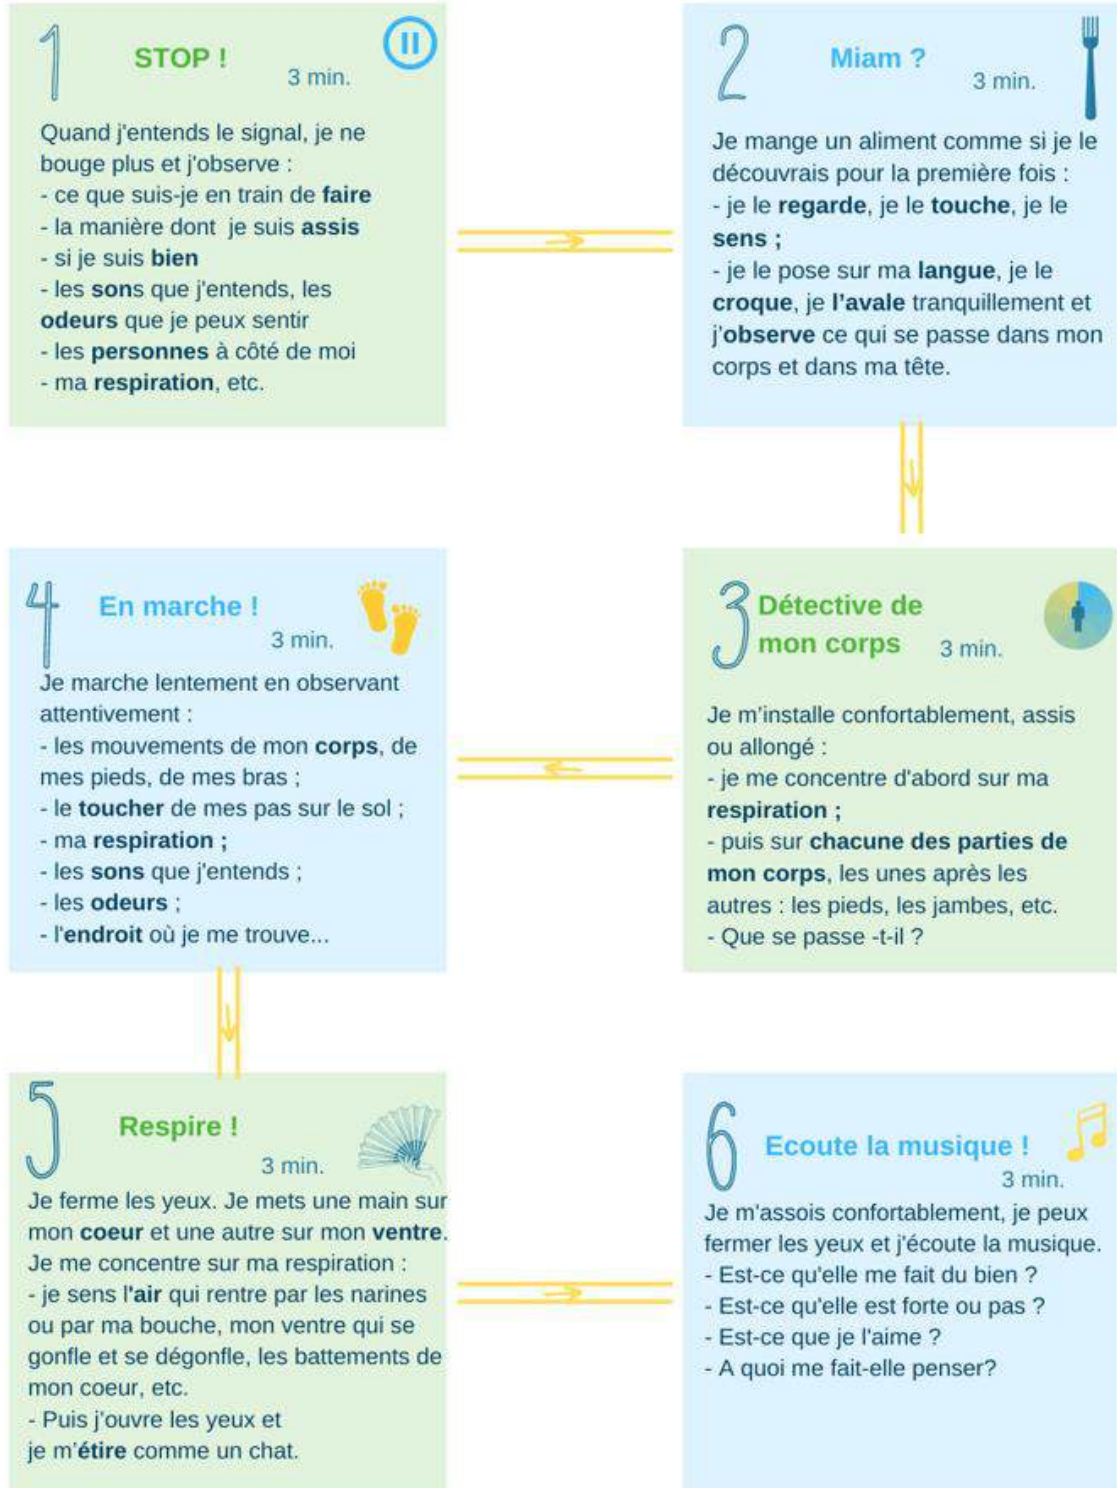 1
STOP !
3 min.
Quand j'entends le signal, je ne
bouge plus et j'observe :
- ce que suis-je en train de faire
- la manière dont je suis assis
- si je suis bien
- les sons que j'entends, les
odeurs que je peux sentir
- les personnes à côté de moi
- ma respiration, etc.
2
Miam ?
3 min.
Je mange un aliment comme si je le
découvrais pour la première fois :
- je le regarde, je le touche, je le
sens ;
- je le pose sur ma langue, je le
croque, je l’avale tranquillement et
j'observe ce qui se passe dans mon
corps et dans ma tête.
3
Détective de
mon corps
3 min.
Je m’installe confortablement, assis
ou allongé :
- je me concentre d'abord sur ma
respiration ;
- puis sur chacune des parties de
mon corps, les unes après les
autres : les pieds, les jambes, etc.
- Que se passe -t-il ?
4
En marche !
3 min.
Je marche lentement en observant
attentivement :
- les mouvements de mon corps, de
mes pieds, de mes bras ;
- le toucher de mes pas sur le sol ;
- ma respiration ;
- les sons que j'entends ;
- les odeurs ;
- l'endroit où je me trouve...
5
Respire !
3 min.
Je ferme les yeux. Je mets une main sur
mon coeur et une autre sur mon ventre.
Je me concentre sur ma respiration :
- je sens l'air qui rentre par les narines
ou par ma bouche, mon ventre qui se
gonfle et se dégonfle, les battements de
mon coeur, etc.
- Puis j’ouvre les yeux et
je m’étire comme un chat.
6
Ecoute la musique !
3 min.
Je m'assois confortablement, je peux
fermer les yeux et j'écoute la musique.
- Est-ce qu'elle me fait du bien ?
- Est-ce qu'elle est forte ou pas ?
- Est-ce que je l'aime ?
- A quoi me fait-elle penser?